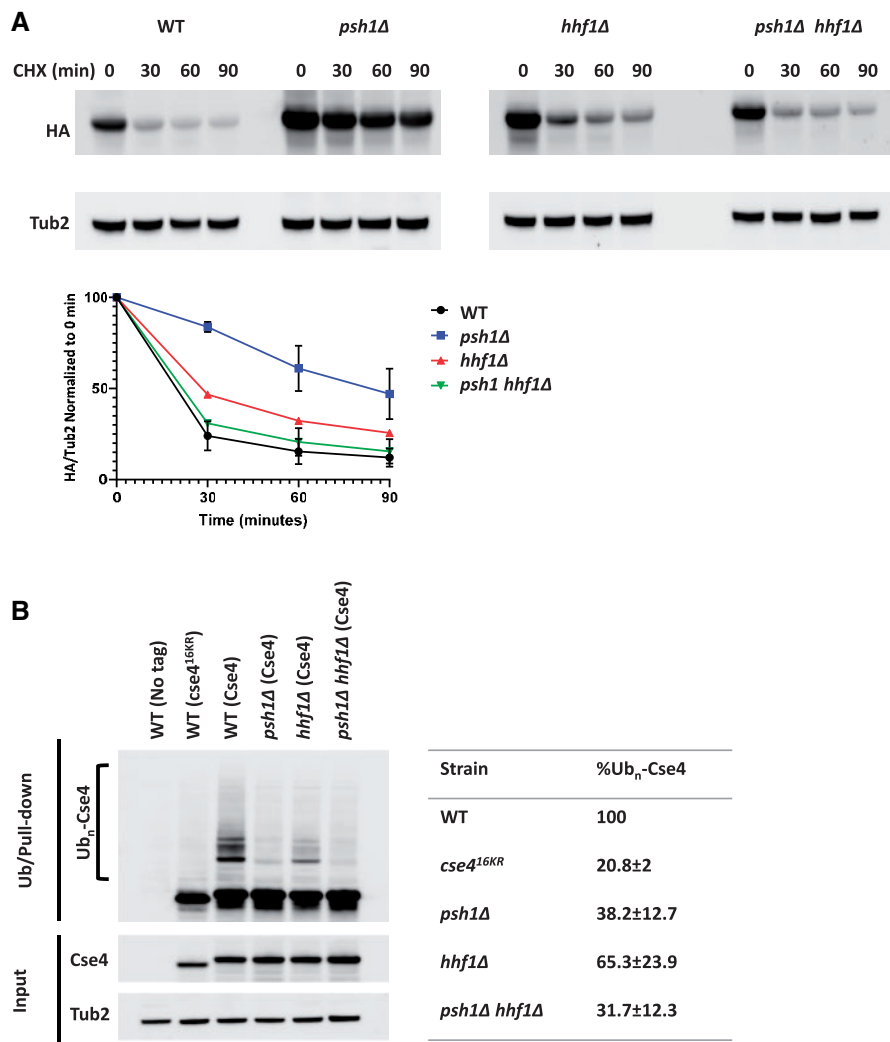 A
WT psh1Δ hhf1Δ psh1Δ hhf1Δ
CHX (min) 0 30 60 90 0 30 60 90 0 30 60 90 0 30 60 90
HA
Tub2
HA/Tub2 Normalized to 0 min
100
50
0
0 30 60 90
Time (minutes)
WT
psh1Δ
hhf1Δ
psh1 hhf1Δ
B
WT (No tag)
WT (cse4^16KR)
WT (Cse4)
psh1Δ (Cse4)
hhf1Δ (Cse4)
psh1Δ hhf1Δ (Cse4)
Ub/Pull-down
Ubn-Cse4
Input
Cse4
Tub2
Strain %Ubn-Cse4
WT 100
cse4^16KR 20.8±2
psh1Δ 38.2±12.7
hhf1Δ 65.3±23.9
psh1Δ hhf1Δ 31.7±12.3